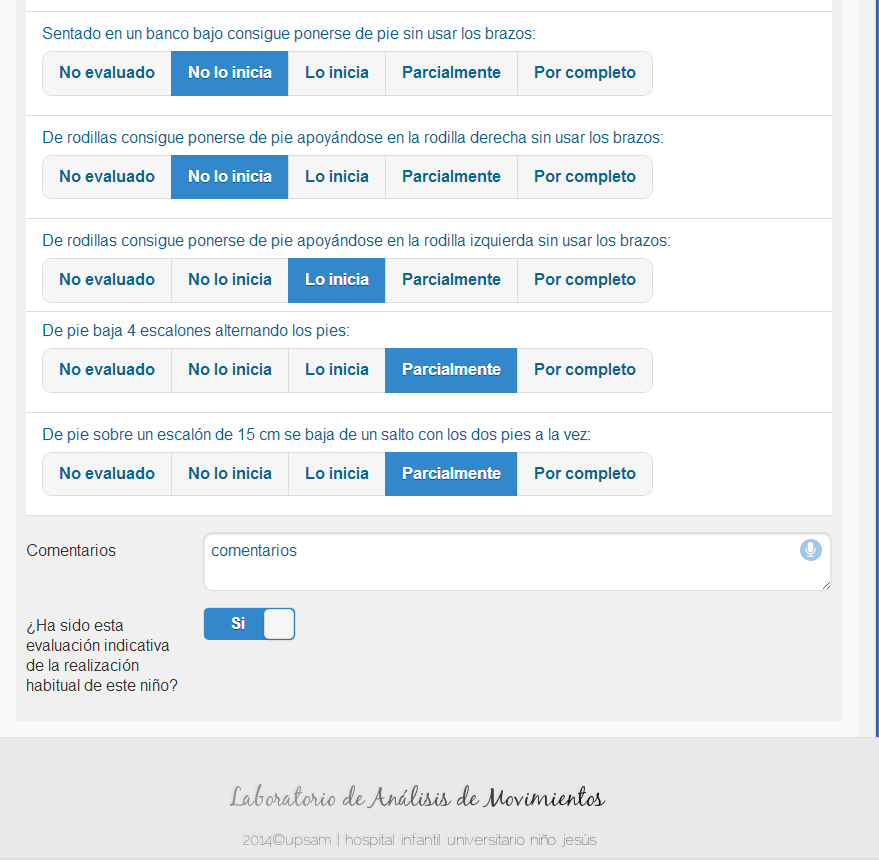 Sentado en un banco bajo consigue ponerse de pie sin usar los brazos:
No evaluado No lo inicia Lo inicia Parcialmente Por completo
De rodillas consigue ponerse de pie apoyándose en la rodilla derecha sin usar los brazos:
No evaluado No lo inicia Lo inicia Parcialmente Por completo
De rodillas consigue ponerse de pie apoyándose en la rodilla izquierda sin usar los brazos:
No evaluado No lo inicia Lo inicia Parcialmente Por completo
De pie baja 4 escalones alternando los pies:
No evaluado No lo inicia Lo inicia Parcialmente Por completo
De pie sobre un escalón de 15 cm se baja de un salto con los dos pies a la vez:
No evaluado No lo inicia Lo inicia Parcialmente Por completo
Comentarios comentarios
¿Ha sido esta Si
evaluación indicativa
de la realización
habitual de este niño?
Laboratorio de Análisis de Movimientos
2014©upsam | hospital infantil universitario niño jesús